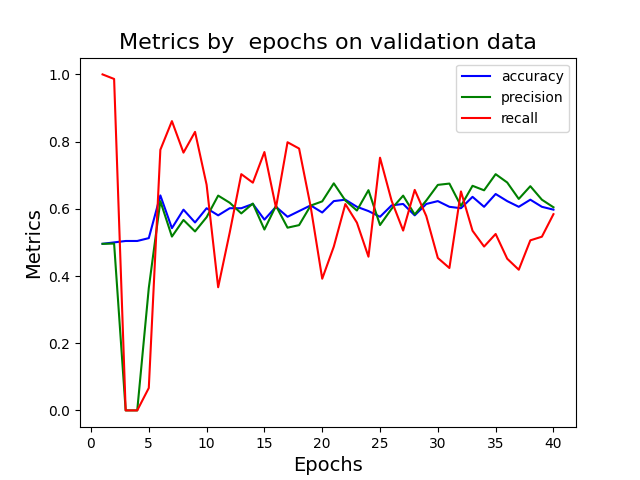 Metrics by  epochs on validation data
1.0
0.8
0.6
0.4
0.2
0.0
Metrics
accuracy
precision
recall
0 5 10 15 20 25 30 35 40
Epochs